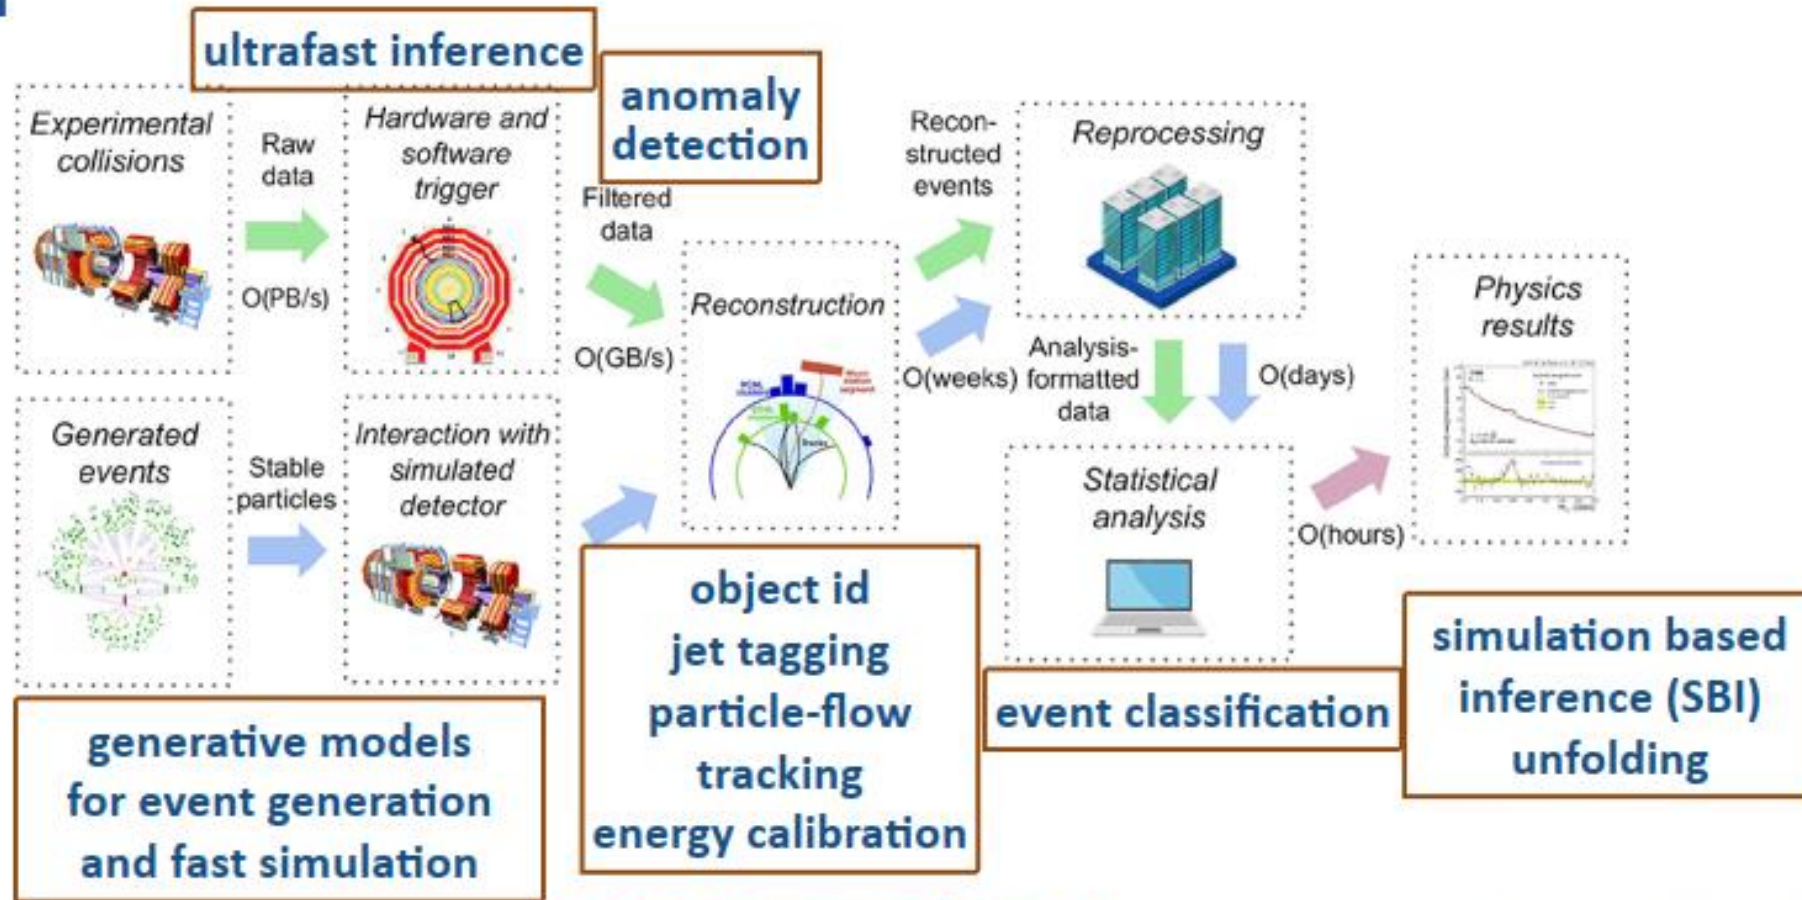 ultrafast inference
anomaly
detection
Experimental
collisions
Raw
data
O(PB/s)
Hardware and
software
trigger
Filtered
data
O(GB/s)
Generated
events
Stable
particles
Interaction with
simulated
detector
Reconstruction
Recon-
structed
events
O(weeks)
Reprocessing
Analysis-
formatted
data
O(days)
Statistical
analysis
O(hours)
Physics
results
generative models
for event generation
and fast simulation
object id
jet tagging
particle-flow
tracking
energy calibration
event classification
simulation based
inference (SBI)
unfolding